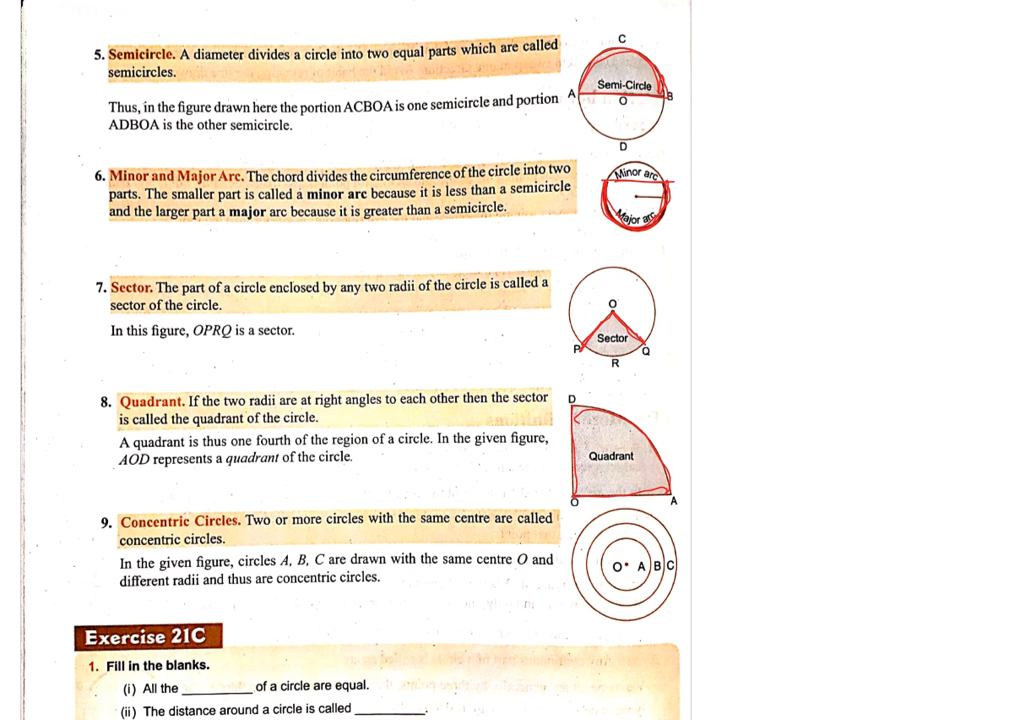 5. Semicircle. A diameter divides a circle into two equal parts which are called
semicircles.
Thus, in the figure drawn here the portion ACBOA is one semicircle and portion
ADBOA is the other semicircle.
C
Semi-Circle
A
O
B
D
6. Minor and Major Arc. The chord divides the circumference of the circle into two
parts. The smaller part is called a minor arc because it is less than a semicircle
and the larger part a major arc because it is greater than a semicircle.
Minor arc
Major arc
7. Sector. The part of a circle enclosed by any two radii of the circle is called a
sector of the circle.
In this figure, OPRQ is a sector.
O
Sector
P
Q
R
8. Quadrant. If the two radii are at right angles to each other then the sector
is called the quadrant of the circle.
A quadrant is thus one fourth of the region of a circle. In the given figure,
AOD represents a quadrant of the circle.
D
Quadrant
O
A
9. Concentric Circles. Two or more circles with the same centre are called
concentric circles.
In the given figure, circles A, B, C are drawn with the same centre O and
different radii and thus are concentric circles.
O A B C
Exercise 21C
1. Fill in the blanks.
(i) All the __________ of a circle are equal.
(ii) The distance around a circle is called __________.